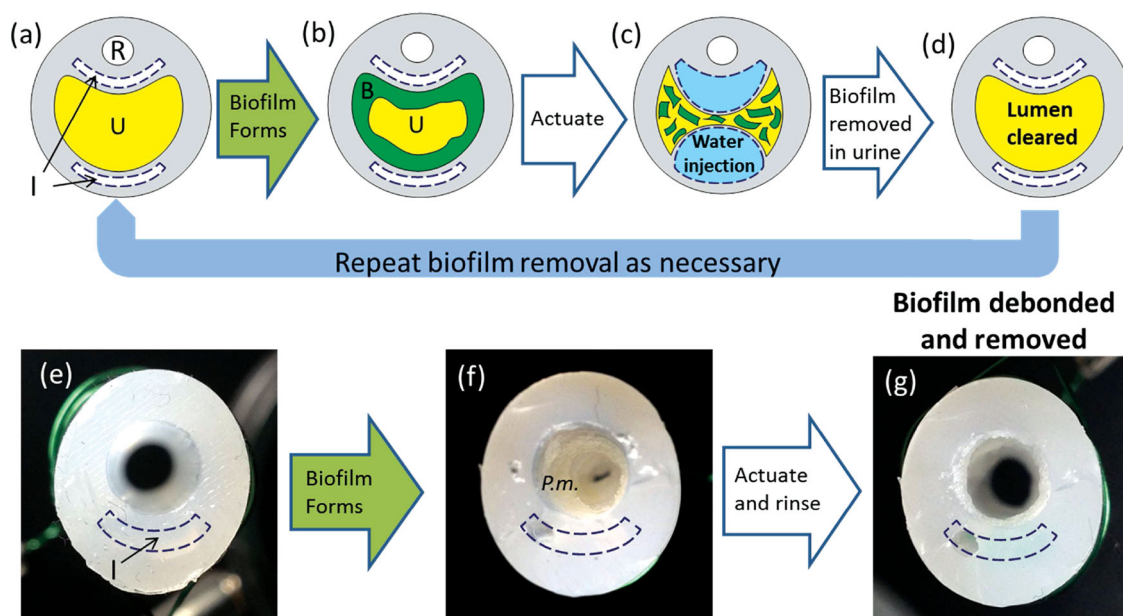 (a)
R
U
I
Biofilm
Forms
(b)
B
U
Actuate
(c)
Water
injection
Biofilm
removed
in urine
(d)
Lumen
cleared
Repeat biofilm removal as necessary
Biofilm debonded
and removed
(e)
I
Biofilm
Forms
(f)
P.m.
Actuate
and rinse
(g)